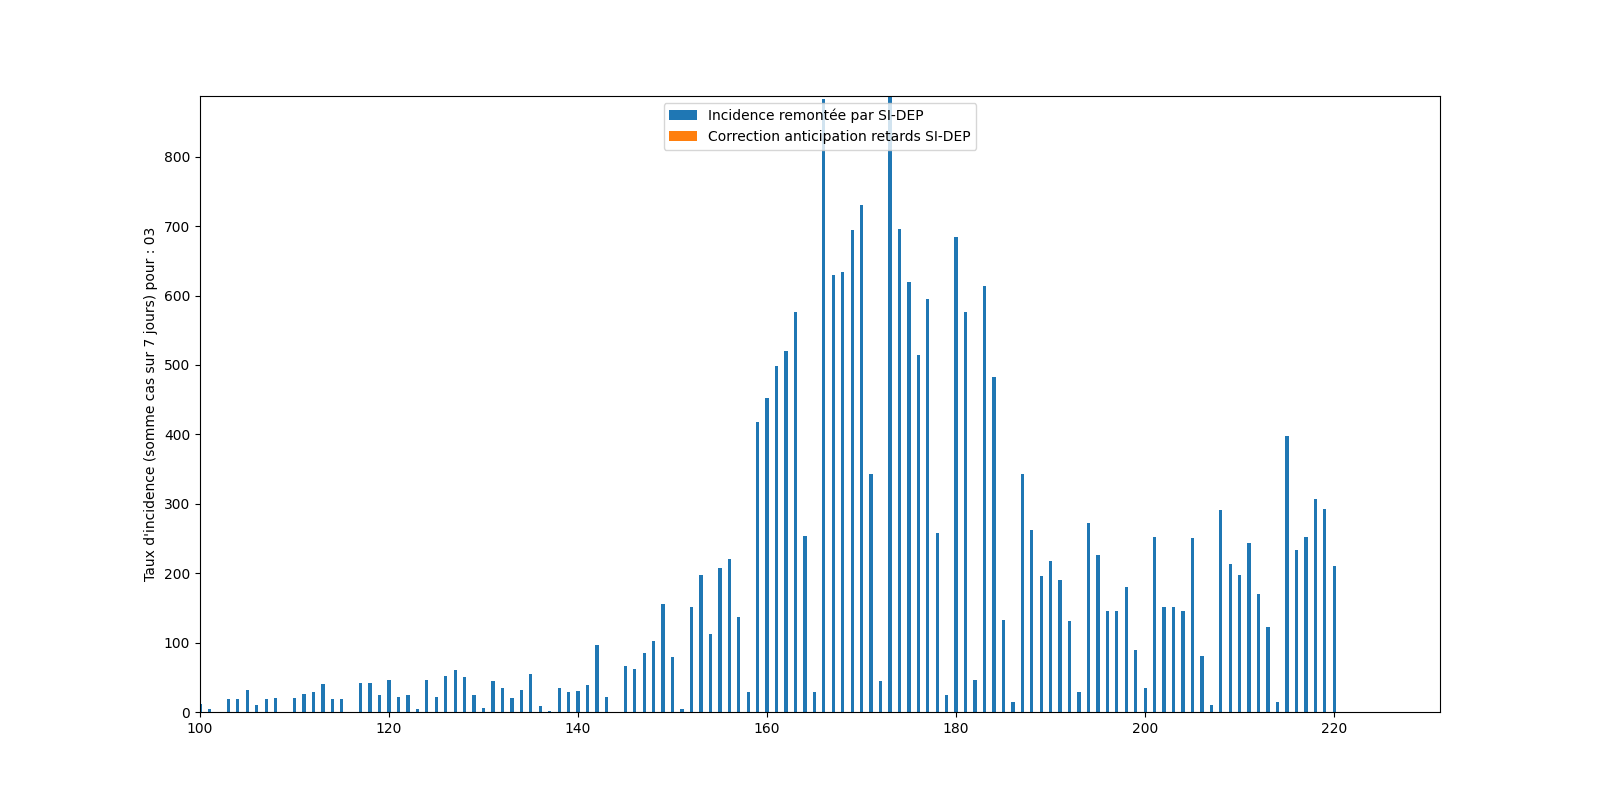 Incidence remontée par SI-DEP
Correction anticipation retards SI-DEP
Taux d'incidence (somme cas sur 7 jours) pour : 03
800
700
600
500
400
300
200
100
0
100 120 140 160 180 200 220